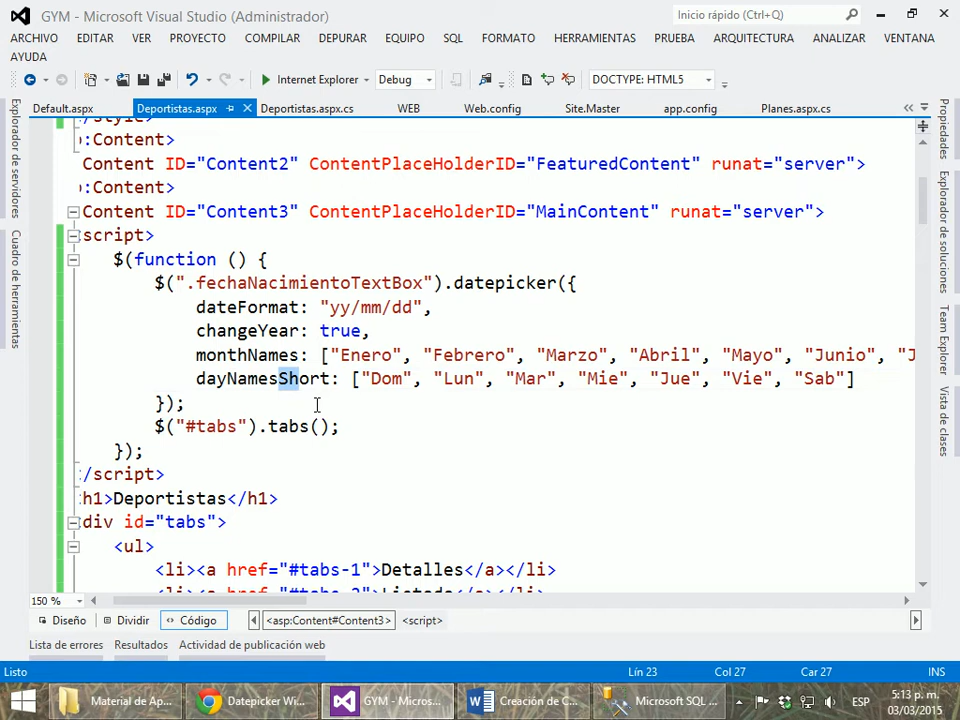 GYM - Microsoft Visual Studio (Administrador)
Inicio rápido (Ctrl+Q)
ARCHIVO EDITAR VER PROYECTO COMPILAR DEPURAR EQUIPO SQL FORMATO HERRAMIENTAS PRUEBA ARQUITECTURA ANALIZAR VENTANA
AYUDA
Internet Explorer Debug DOCTYPE: HTML5
Default.aspx Deportistas.aspx Deportistas.aspx.cs WEB Web.config Site.Master app.config Planes.aspx.cs
Explorador de servidores
Cuadro de herramientas
Propiedades
Explorador de soluciones
Team Explorer
Vista de clases
/style>
p:Content>
Content ID="Content2" ContentPlaceHolderID="FeaturedContent" runat="server">
p:Content>
Content ID="Content3" ContentPlaceHolderID="MainContent" runat="server">
script>
$(function () {
$(".fechaNacimientoTextBox").datepicker({
dateFormat: "yy/mm/dd",
changeYear: true,
monthNames: ["Enero", "Febrero", "Marzo", "Abril", "Mayo", "Junio", "J
dayNamesShort: ["Dom", "Lun", "Mar", "Mie", "Jue", "Vie", "Sab"]
});
$("#tabs").tabs();
});
/script>
h1>Deportistas</h1>
div id="tabs">
<ul>
<li><a href="#tabs-1">Detalles</a></li>
<li><a href="#tabs-2">Listado</a></li>
150 %
Diseño Dividir Código <asp:Content#Content3> <script>
Lista de errores Resultados Actividad de publicación web
Listo Lín 23 Col 27 Car 27 INS
Material de Ap... Datepicker Wi... GYM - Micros... Creación de C... Microsoft SQL ... ESP 5:13 p. m.
03/03/2015